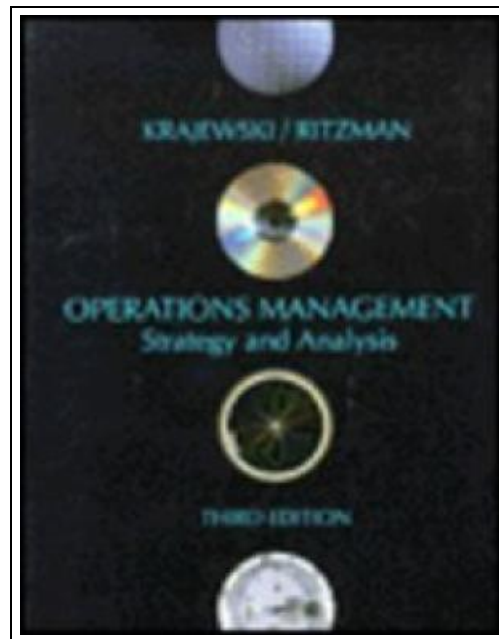 KRAJEWSKI / RITZMAN
OPERATIONS MANAGEMENT
Strategy and Analysis
THIRD EDITION